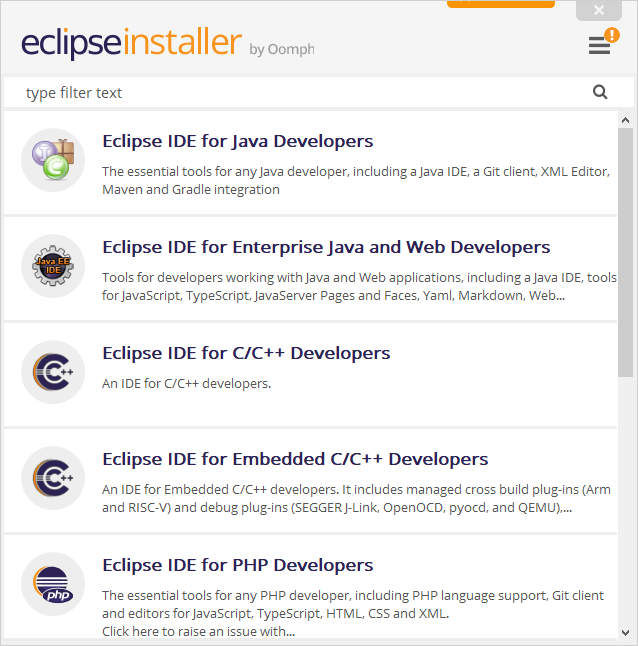 eclipseinstaller by Oomph
type filter text
Eclipse IDE for Java Developers
The essential tools for any Java developer, including a Java IDE, a Git client, XML Editor,
Maven and Gradle integration
Java EE
IDE
Eclipse IDE for Enterprise Java and Web Developers
Tools for developers working with Java and Web applications, including a Java IDE, tools
for JavaScript, TypeScript, JavaServer Pages and Faces, Yaml, Markdown, Web...
C++
Eclipse IDE for C/C++ Developers
An IDE for C/C++ developers.
C++
Eclipse IDE for Embedded C/C++ Developers
An IDE for Embedded C/C++ developers. It includes managed cross build plug-ins (Arm
and RISC-V) and debug plug-ins (SEGGER J-Link, OpenOCD, pyocd, and QEMU),...
php
Eclipse IDE for PHP Developers
The essential tools for any PHP developer, including PHP language support, Git client
and editors for JavaScript, TypeScript, HTML, CSS and XML.
Click here to raise an issue with...